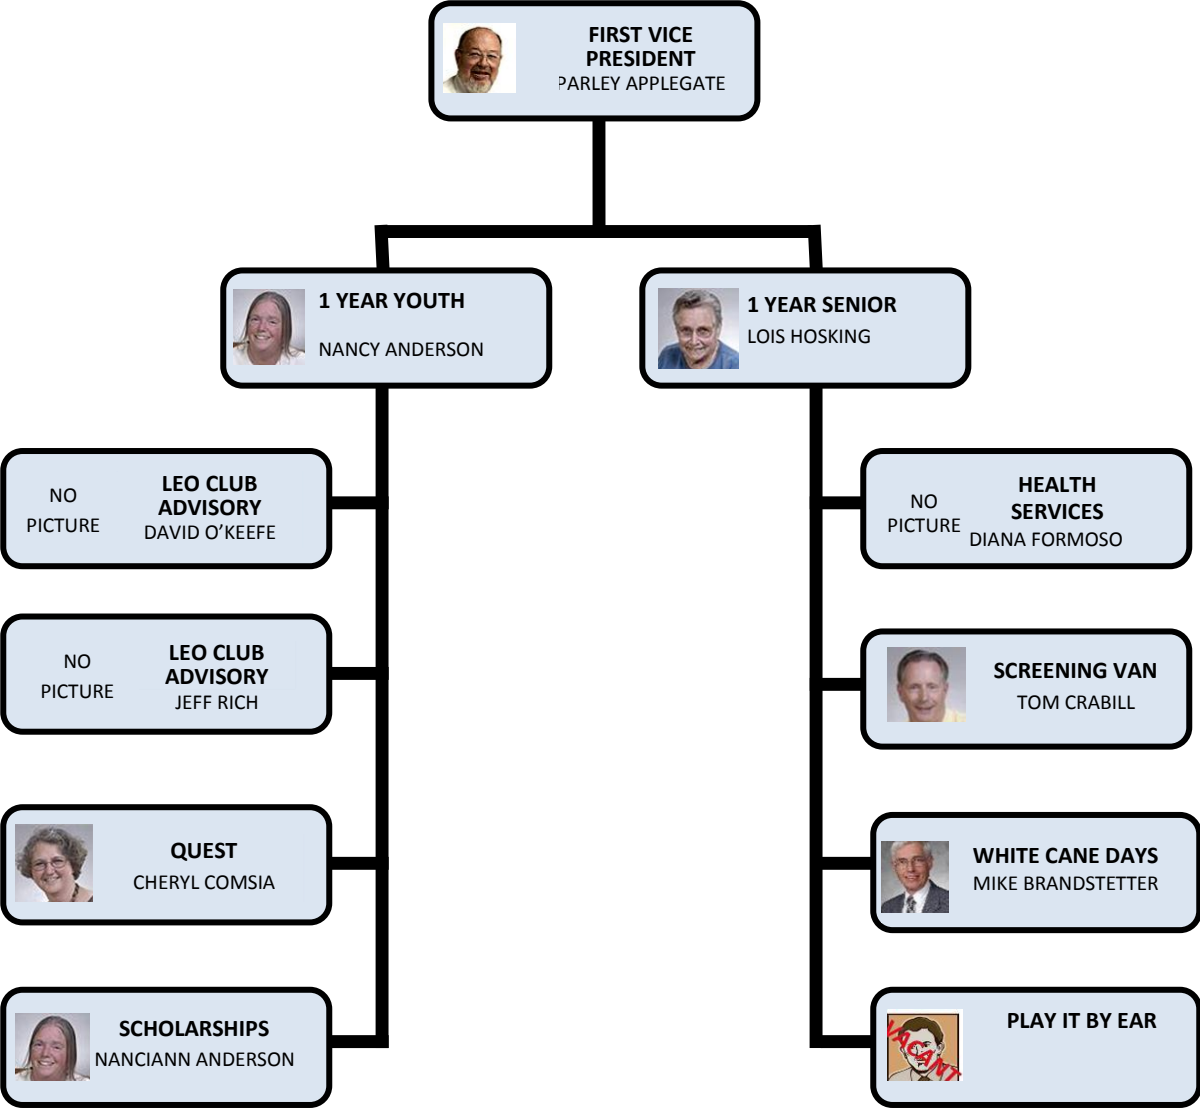 FIRST VICE
PRESIDENT
PARLEY APPLEGATE
1 YEAR YOUTH
NANCY ANDERSON
1 YEAR SENIOR
LOIS HOSKING
NO
PICTURE
LEO CLUB
ADVISORY
DAVID O’KEEFE
NO
PICTURE
HEALTH
SERVICES
DIANA FORMOSO
NO
PICTURE
LEO CLUB
ADVISORY
JEFF RICH
SCREENING VAN
TOM CRABILL
QUEST
CHERYL COMSIA
WHITE CANE DAYS
MIKE BRANDSTETTER
SCHOLARSHIPS
NANCIANN ANDERSON
VACANT
PLAY IT BY EAR